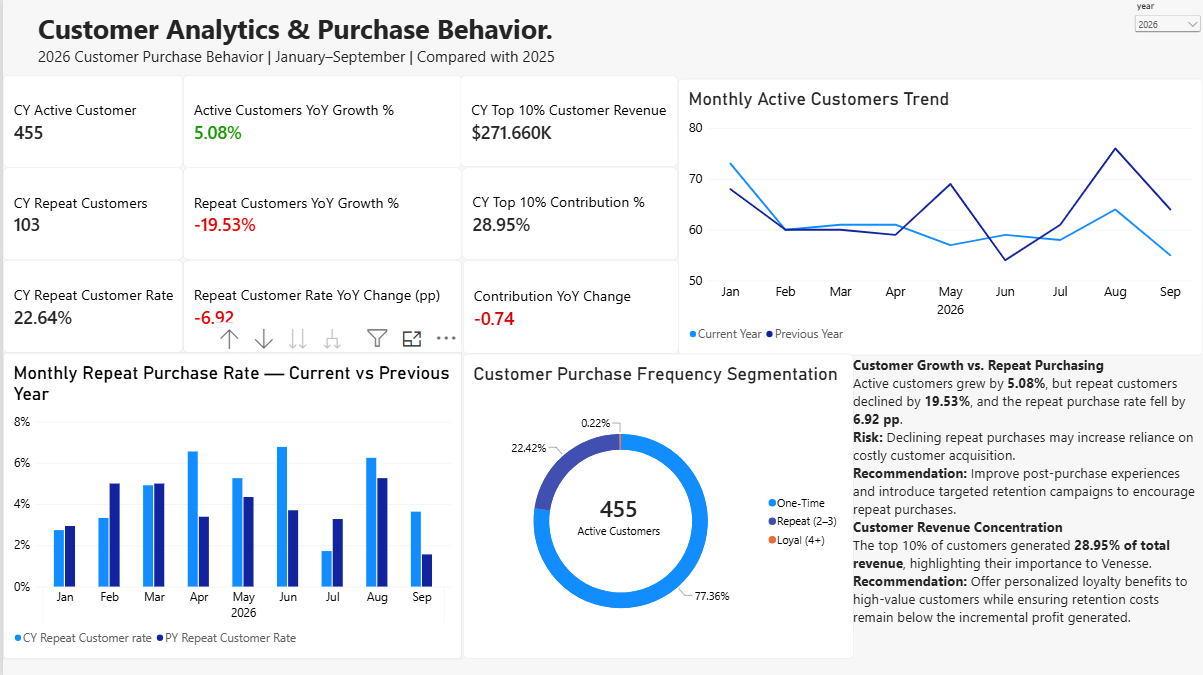 year
2026
Customer Analytics & Purchase Behavior.
2026 Customer Purchase Behavior | January–September | Compared with 2025
CY Active Customer
455
Active Customers YoY Growth %
5.08%
CY Top 10% Customer Revenue
$271.660K
CY Repeat Customers
103
Repeat Customers YoY Growth %
-19.53%
CY Top 10% Contribution %
28.95%
CY Repeat Customer Rate
22.64%
Repeat Customer Rate YoY Change (pp)
-6.92
Contribution YoY Change
-0.74
Monthly Active Customers Trend
80
70
60
50
Jan Feb Mar Apr May Jun Jul Aug Sep
2026
Current Year Previous Year
Monthly Repeat Purchase Rate — Current vs Previous
Year
8%
6%
4%
2%
0%
Jan Feb Mar Apr May Jun Jul Aug Sep
2026
CY Repeat Customer rate PY Repeat Customer Rate
Customer Purchase Frequency Segmentation
0.22%
22.42%
455
Active Customers
77.36%
One-Time
Repeat (2–3)
Loyal (4+)
Customer Growth vs. Repeat Purchasing
Active customers grew by 5.08%, but repeat customers
declined by 19.53%, and the repeat purchase rate fell by
6.92 pp.
Risk: Declining repeat purchases may increase reliance on
costly customer acquisition.
Recommendation: Improve post-purchase experiences
and introduce targeted retention campaigns to encourage
repeat purchases.
Customer Revenue Concentration
The top 10% of customers generated 28.95% of total
revenue, highlighting their importance to Venesse.
Recommendation: Offer personalized loyalty benefits to
high-value customers while ensuring retention costs
remain below the incremental profit generated.